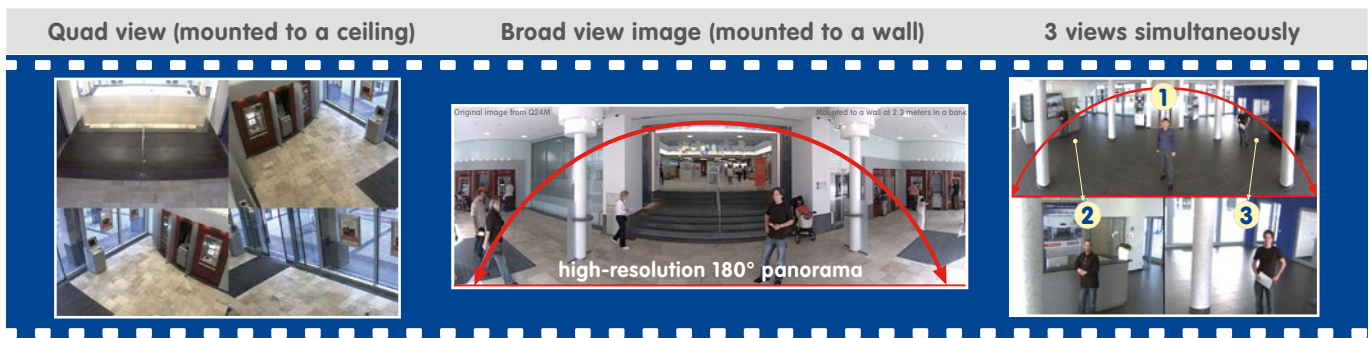 Quad view (mounted to a ceiling)
Broad view image (mounted to a wall)
3 views simultaneously
Original image from Q24M
Mounted to a wall at 2.3 meters in a bank
high-resolution 180° panorama
1
2
3